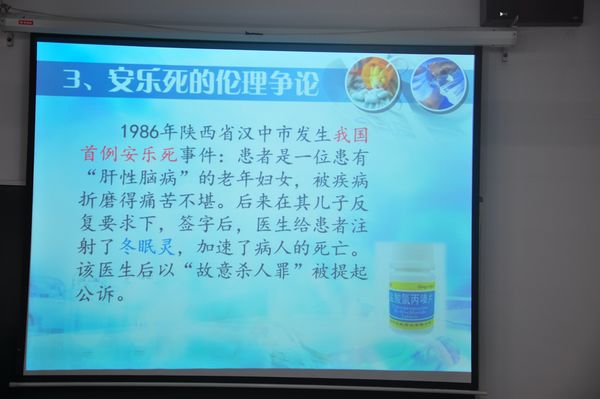 3、安乐死的伦理争论
1986年陕西省汉中市发生我国
首例安乐死事件：患者是一位患有
“肝性脑病”的老年妇女，被疾病
折磨得痛苦不堪。后来在其儿子反
复要求下，签字后，医生给患者注
射了冬眠灵，加速了病人的死亡。
该医生后以“故意杀人罪”被提起
公诉。
盐酸氯丙嗪片